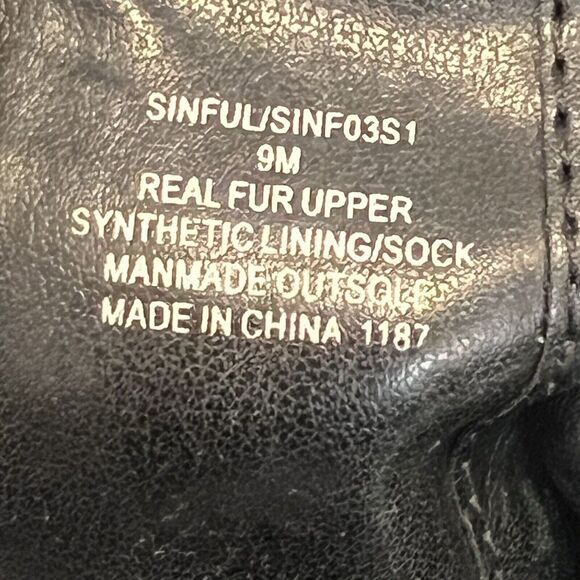 SINFUL/SINF03S1
9M
REAL FUR UPPER
SYNTHETIC LINING/SOCK
MANMADE OUTSOLE
MADE IN CHINA 1187